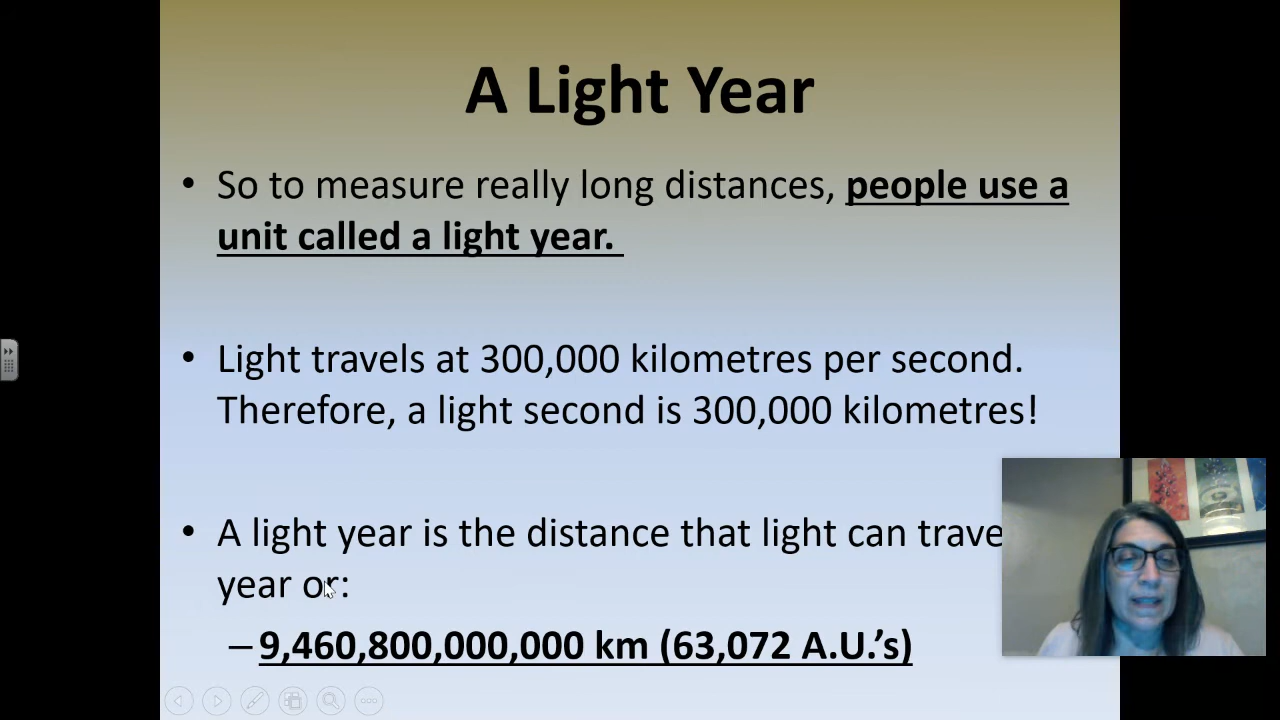 A Light Year
• So to measure really long distances, people use a
unit called a light year.
• Light travels at 300,000 kilometres per second.
Therefore, a light second is 300,000 kilometres!
• A light year is the distance that light can trave
year or:
–9,460,800,000,000 km (63,072 A.U.’s)